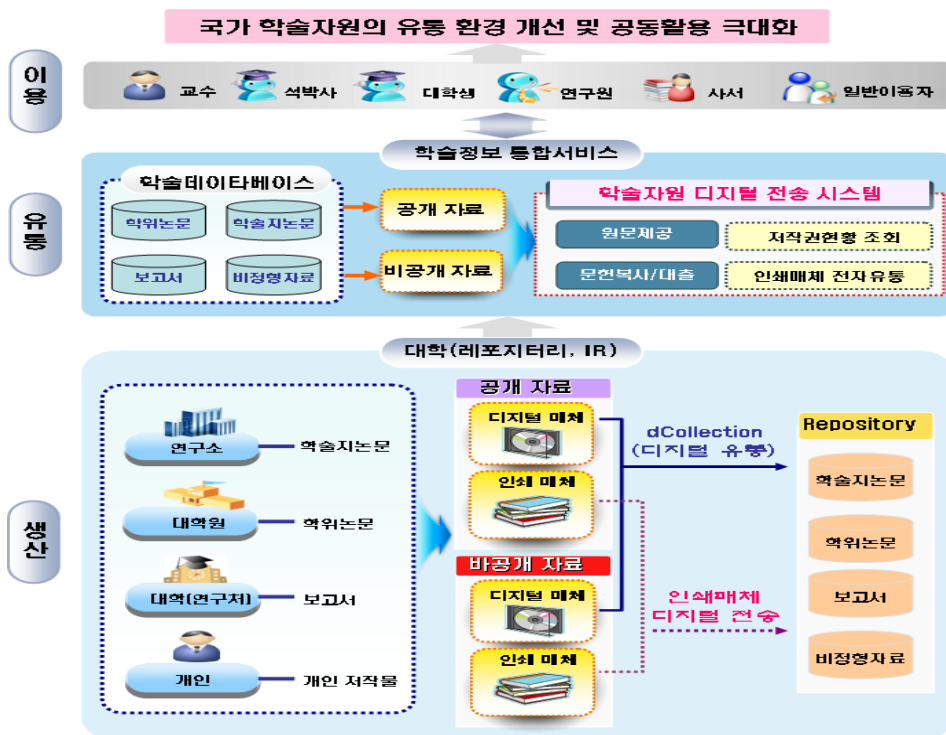 국가 학술자원의 유통 환경 개선 및 공동활용 극대화
이용
교수
석박사
대학생
연구원
사서
일반이용자
학술정보 통합서비스
유통
학술데이타베이스
학위논문
학술지논문
보고서
비정형자료
공개 자료
비공개 자료
학술자원 디지털 전송 시스템
원문제공
저작권현황 조회
문헌복사/대출
인쇄매체 전자유통
대학(레포지터리, IR)
생산
연구소
학술지논문
대학원
학위논문
대학(연구처)
보고서
개인
개인 저작물
공개 자료
디지털 매체
인쇄 매체
바공개 자료
디지털 매체
인쇄 매체
dCollection
(디지털 유통)
인쇄매체
디지털 전송
Repository
학술지논문
학위논문
보고서
비정형자료